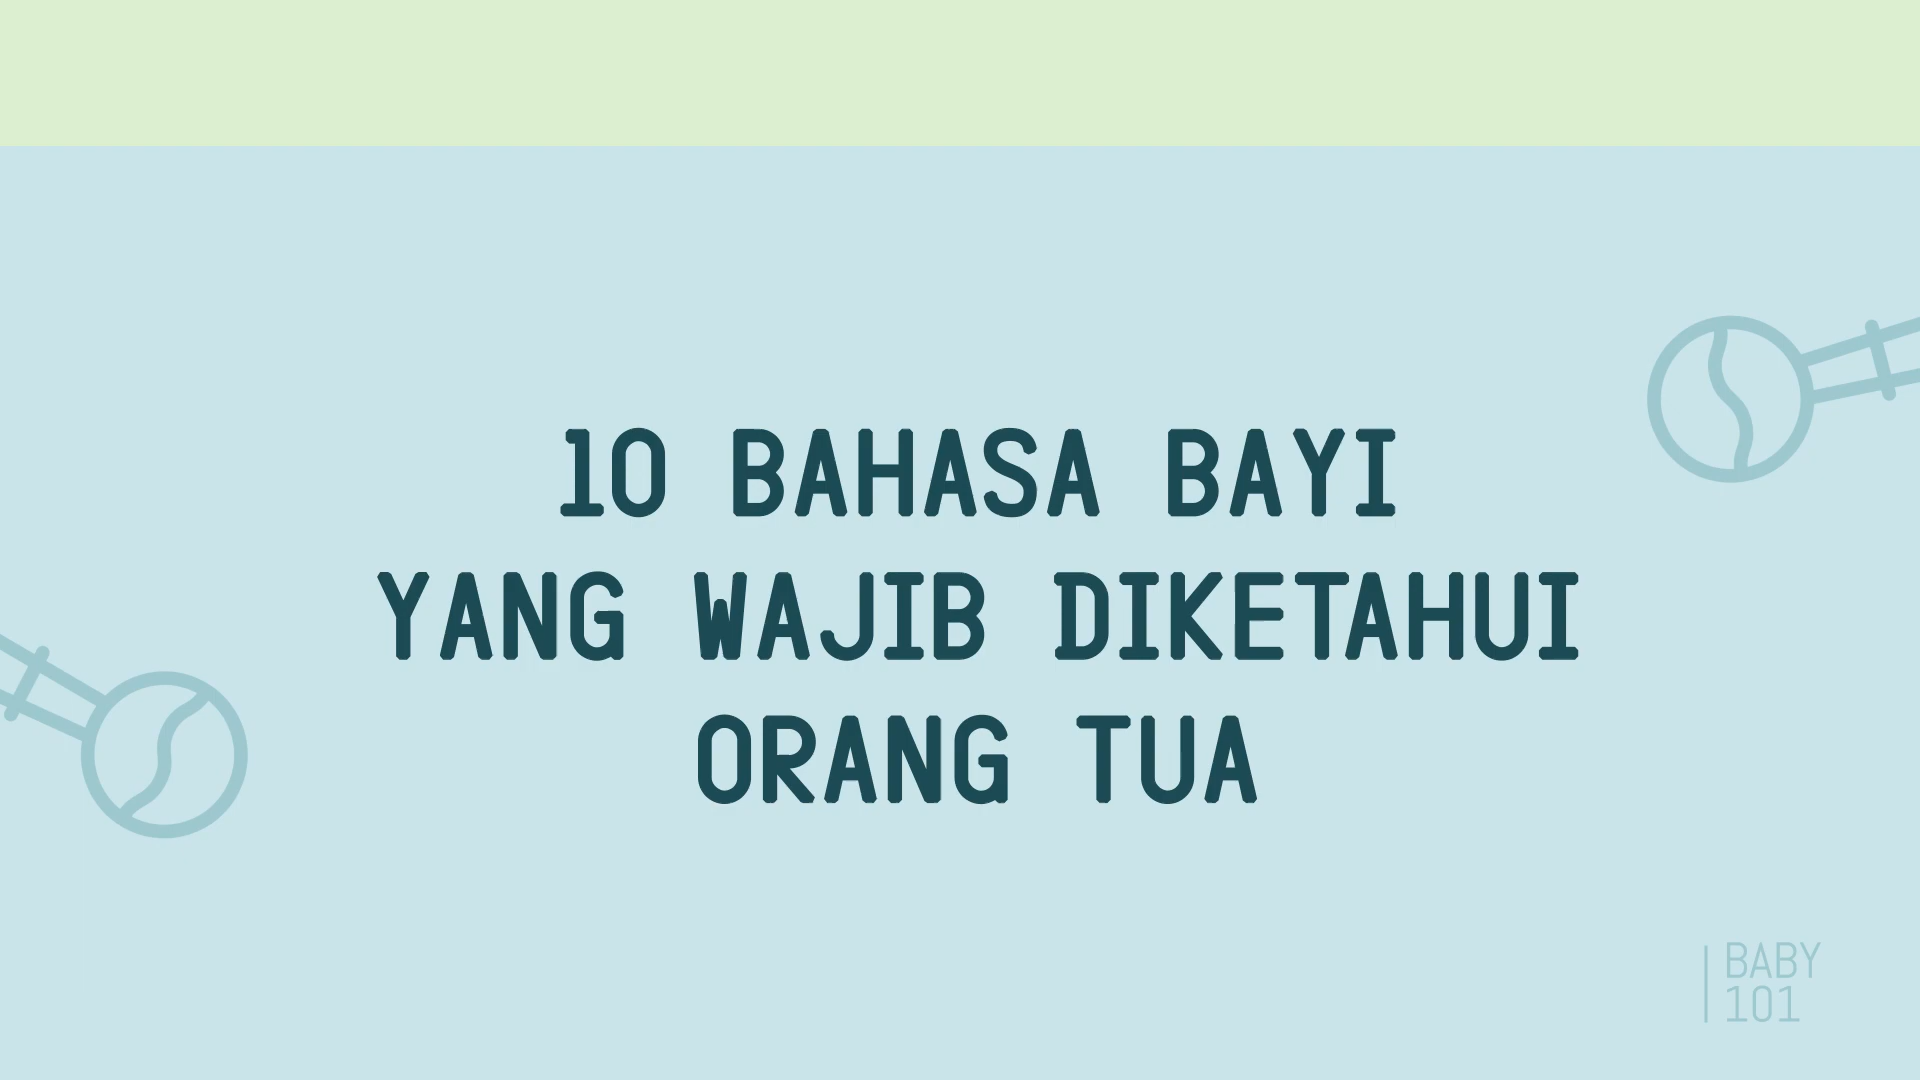 10 BAHASA BAYI
YANG WAJIB DIKETAHUI
ORANG TUA
BABY
101